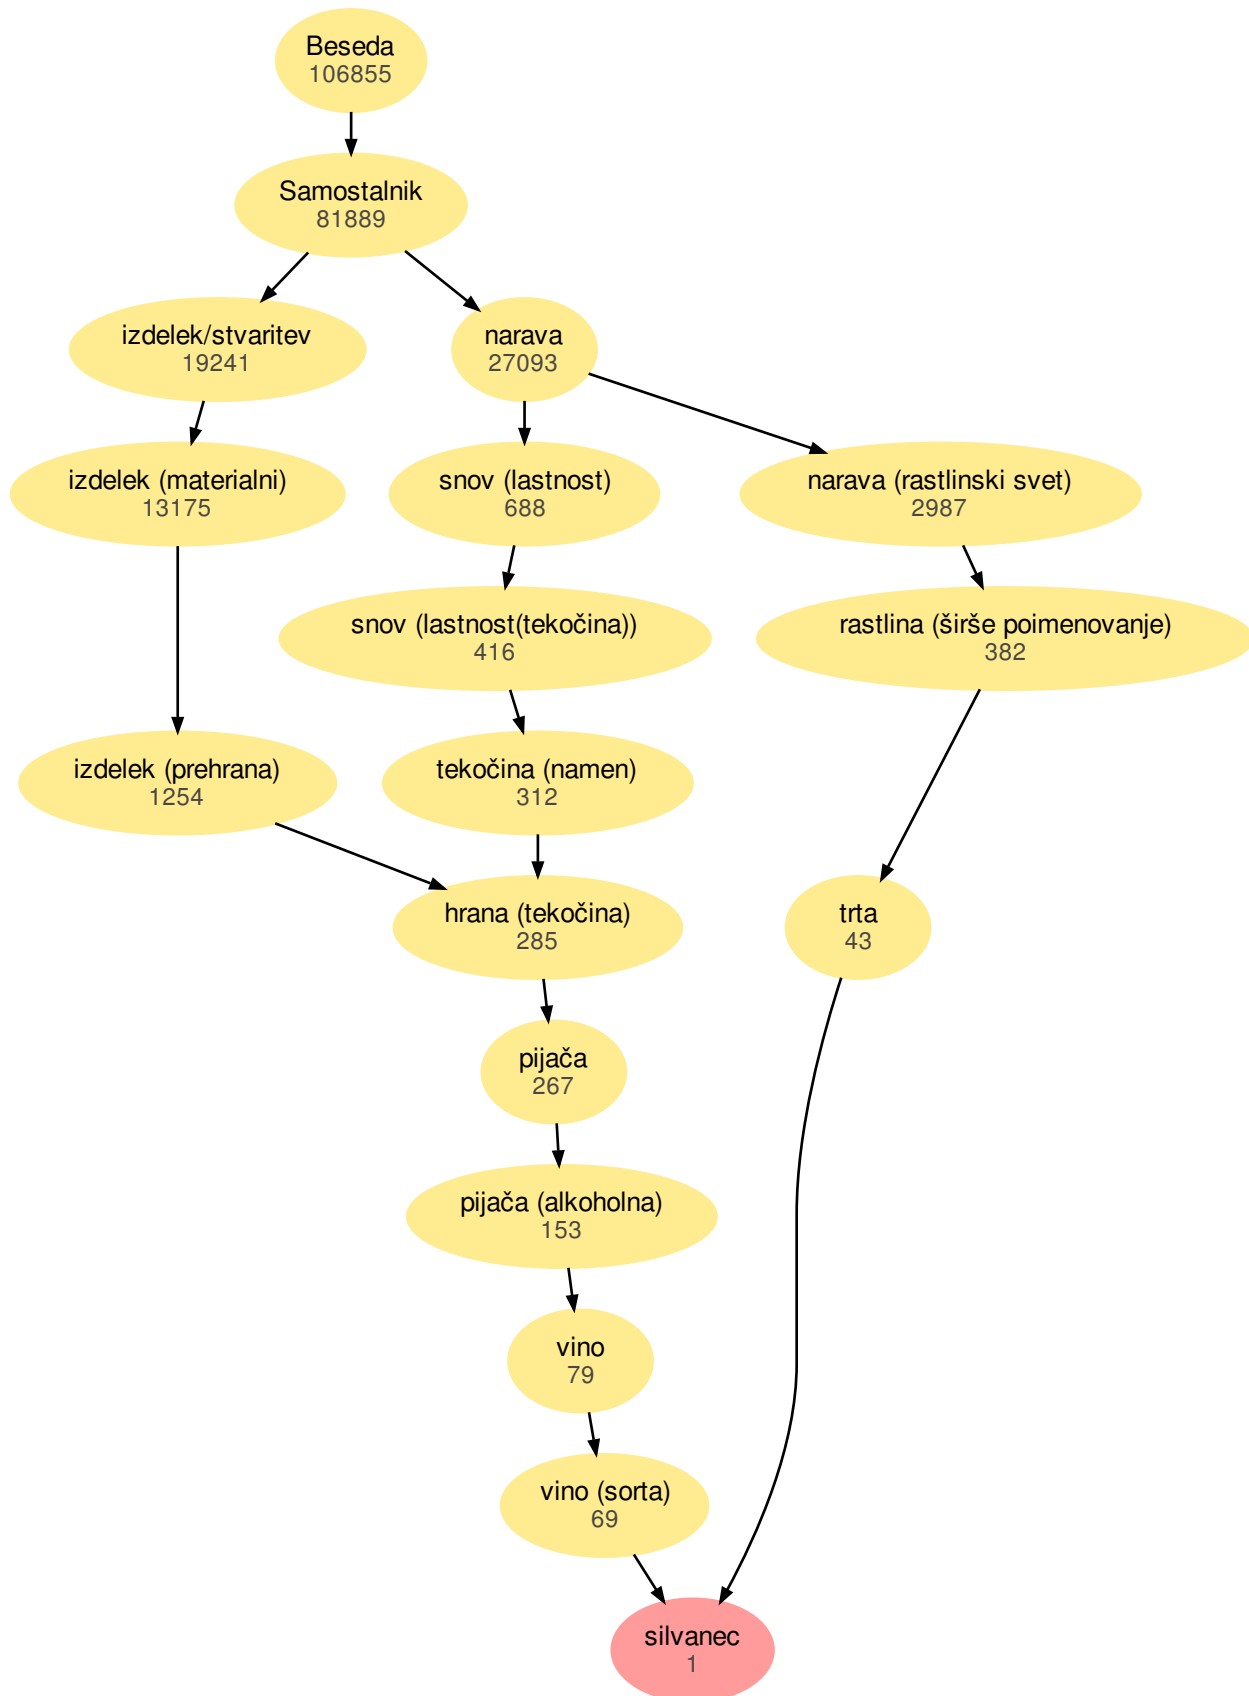 Beseda
106855
Samostalnik
81889
izdelek/stvaritev
19241
narava
27093
izdelek (materialni)
13175
snov (lastnost)
688
narava (rastlinski svet)
2987
snov (lastnost(tekočina))
416
rastlina (širše poimenovanje)
382
izdelek (prehrana)
1254
tekočina (namen)
312
hrana (tekočina)
285
trta
43
pijača
267
pijača (alkoholna)
153
vino
79
vino (sorta)
69
silvanec
1